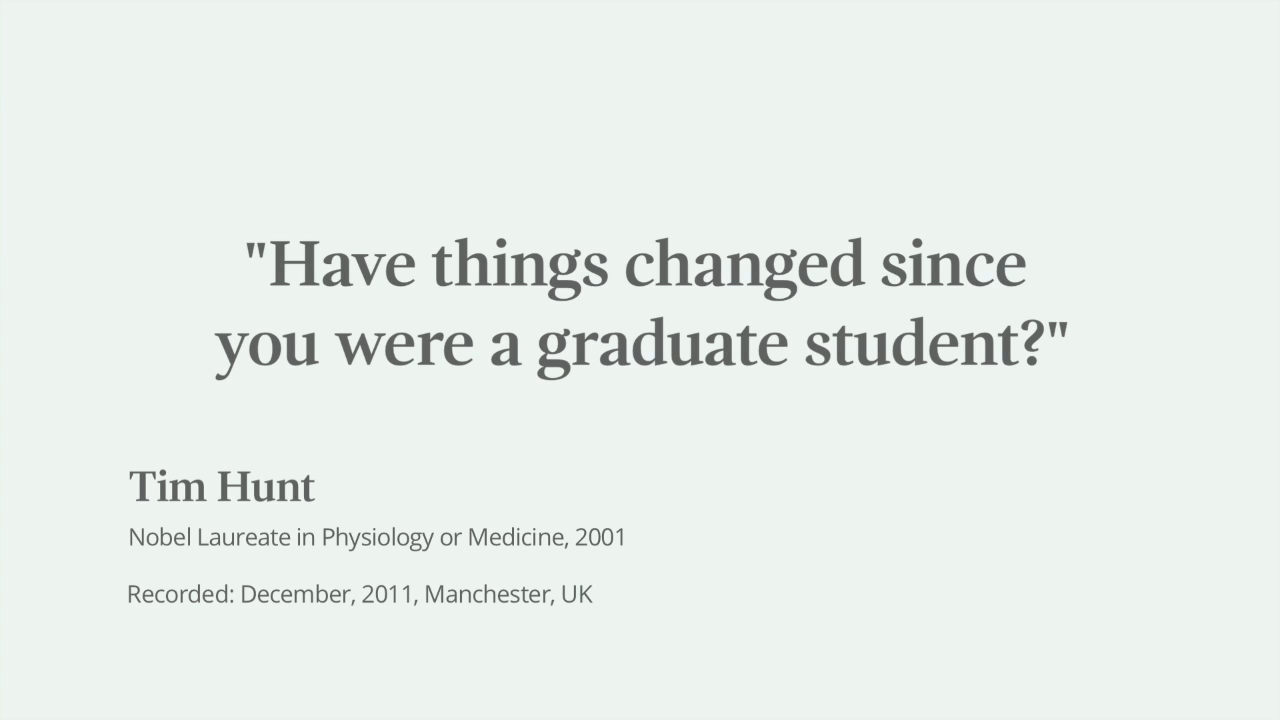 "Have things changed since
you were a graduate student?"
Tim Hunt
Nobel Laureate in Physiology or Medicine, 2001
Recorded: December, 2011, Manchester, UK